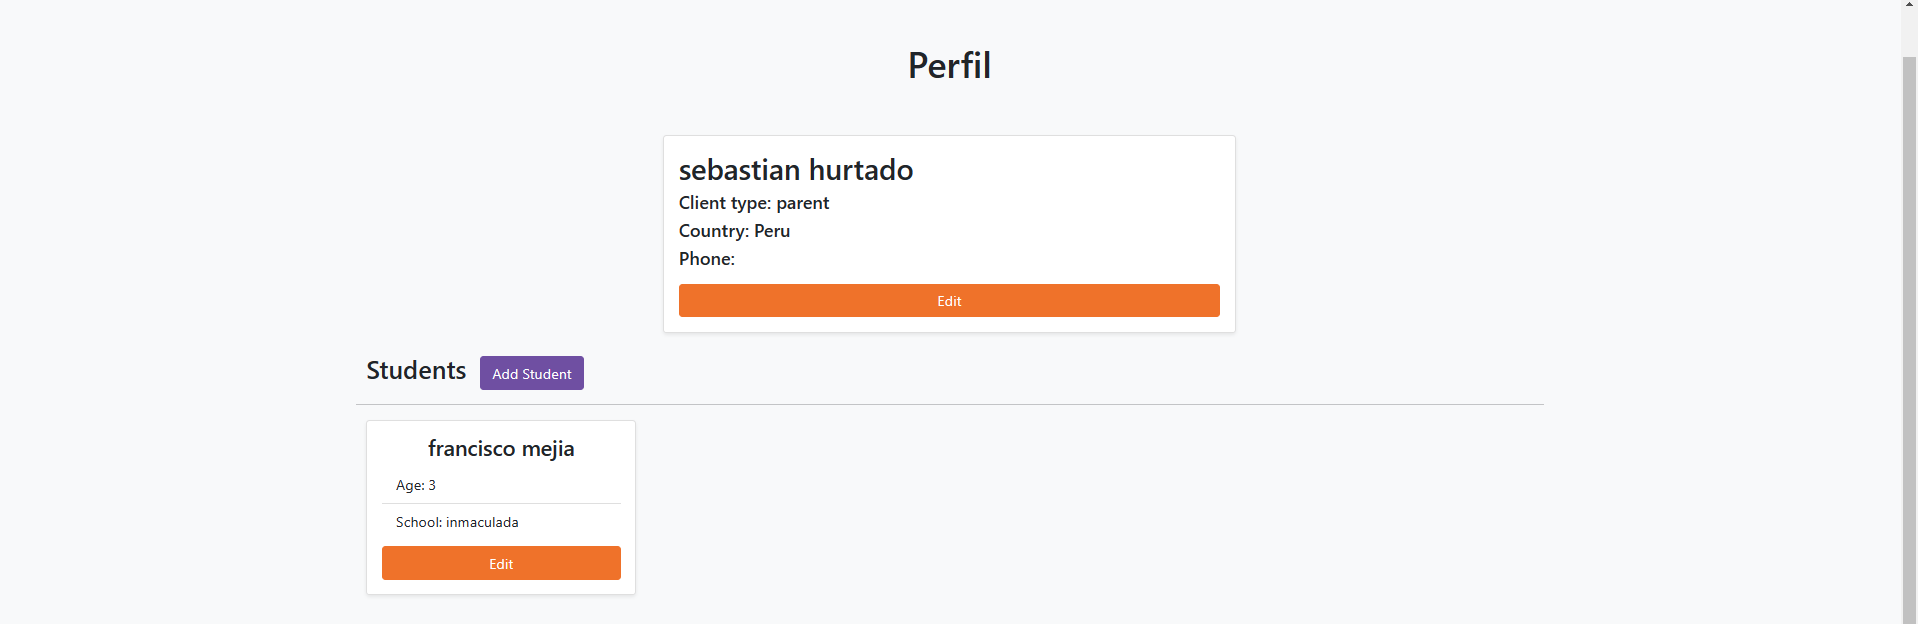 Perfil
sebastian hurtado
Client type: parent
Country: Peru
Phone:
Edit
Students
Add Student
francisco mejia
Age: 3
School: inmaculada
Edit